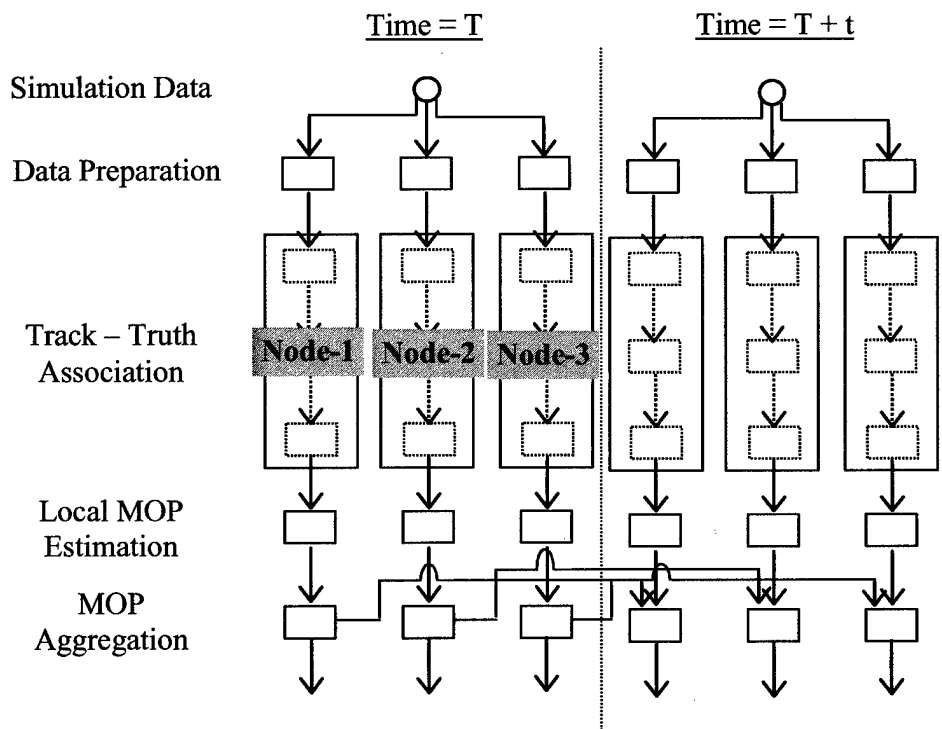 Time = T
Time = T + t
Simulation Data
Data Preparation
Track – Truth
Association
Node-1
Node-2
Node-3
Local MOP
Estimation
MOP
Aggregation